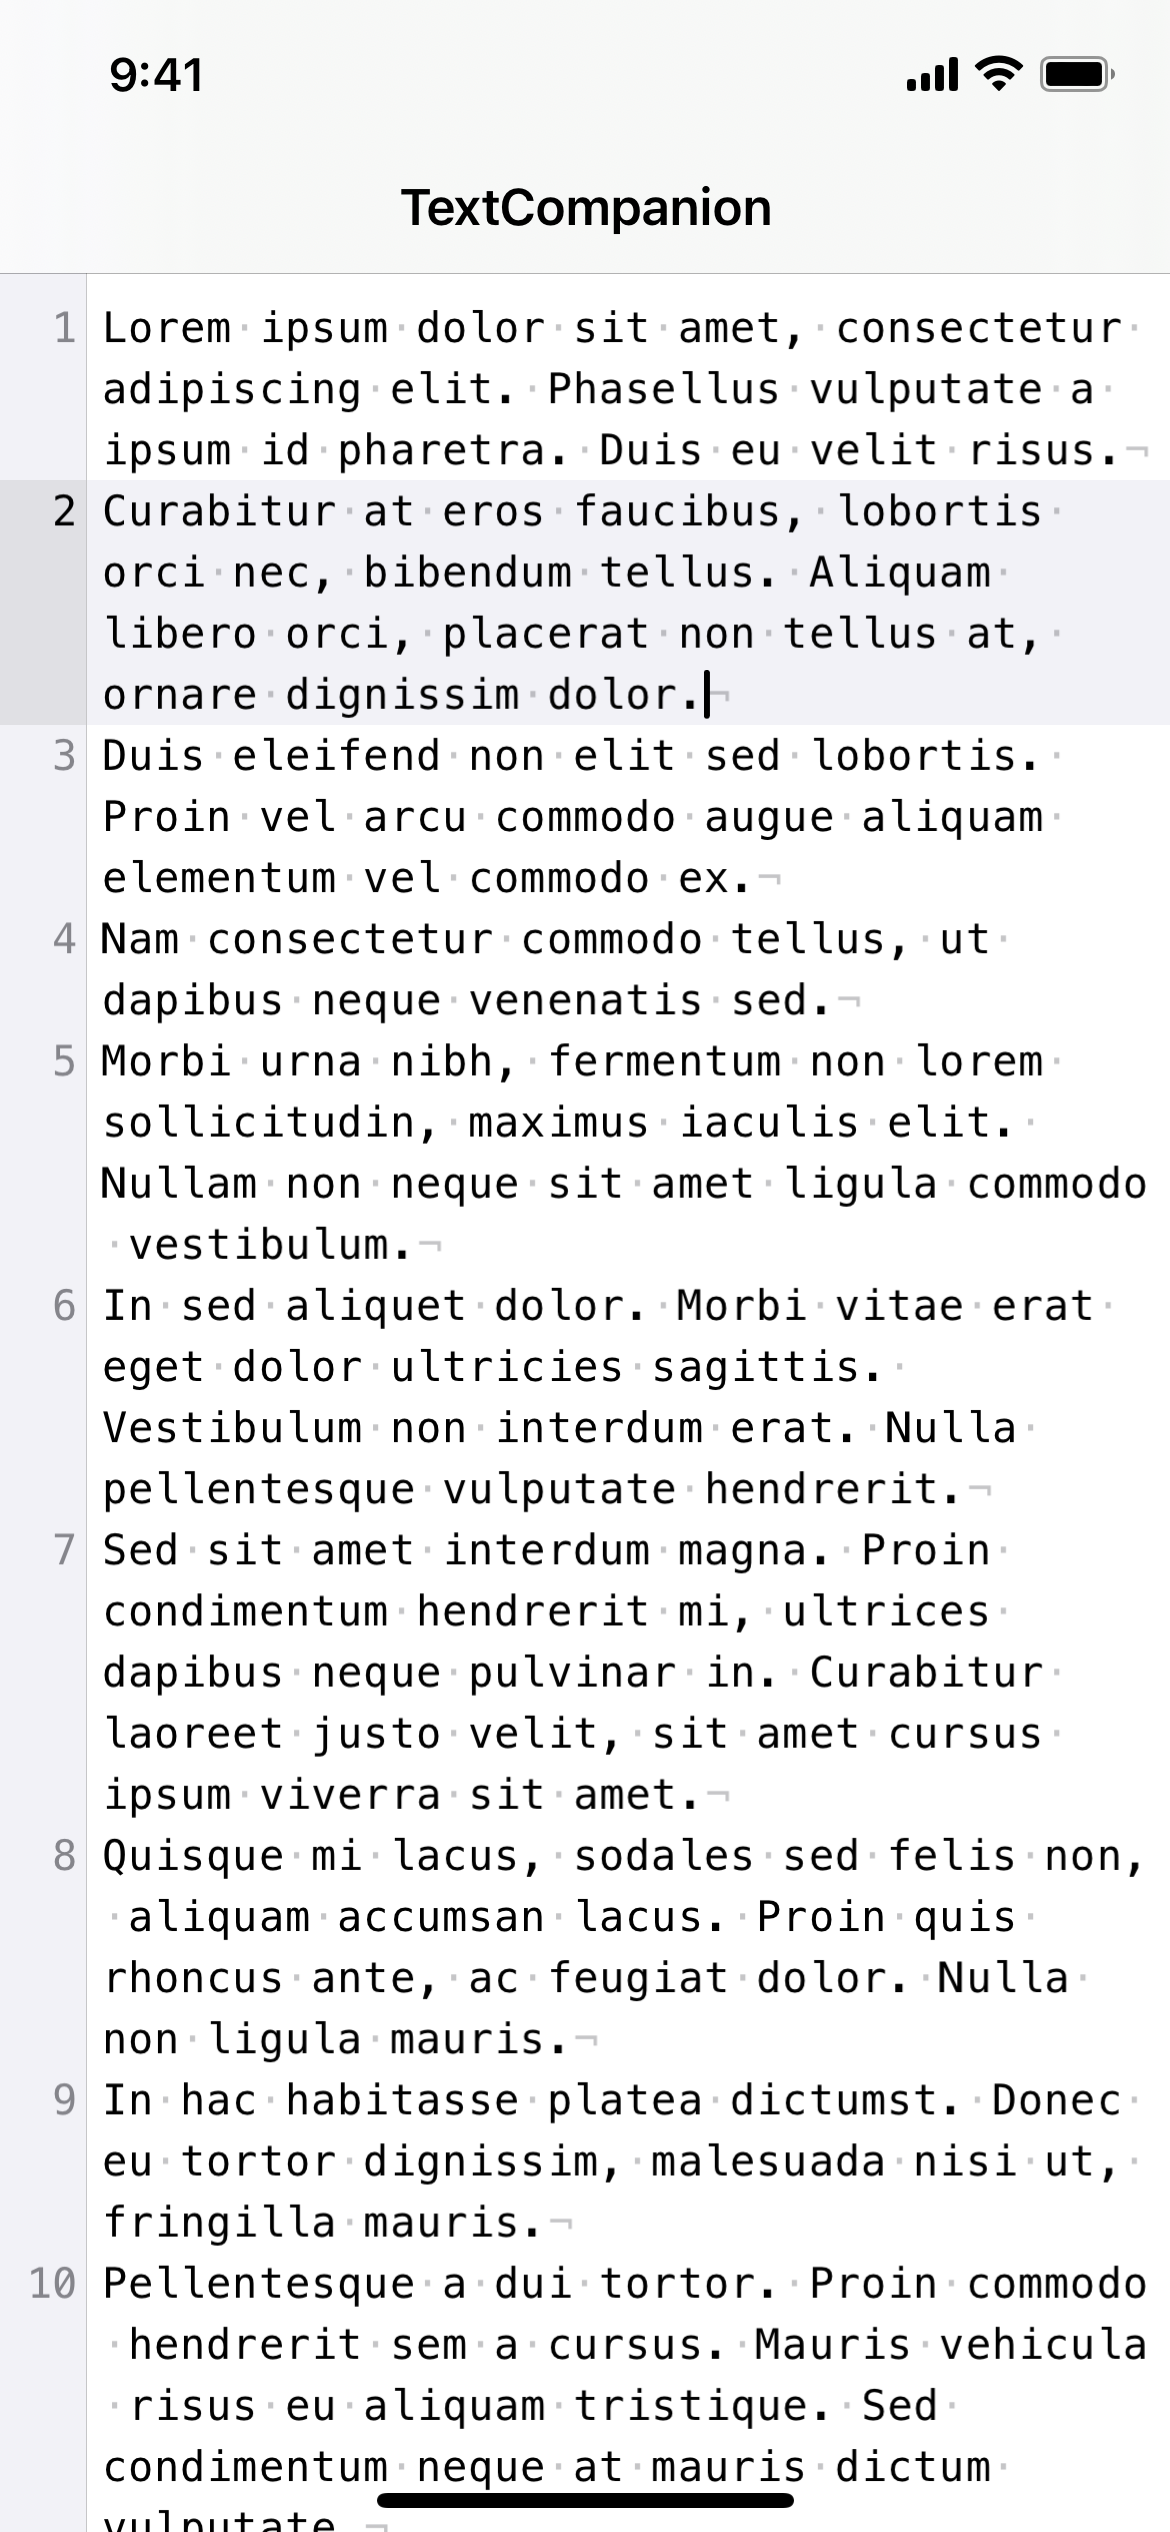 9:41
TextCompanion
1 Lorem·ipsum·dolor·sit·amet,·consectetur·
adipiscing·elit.·Phasellus·vulputate·a·
ipsum·id·pharetra.·Duis·eu·velit·risus.¬
2 Curabitur·at·eros·faucibus,·lobortis·
orci·nec,·bibendum·tellus.·Aliquam·
libero·orci,·placerat·non·tellus·at,·
ornare·dignissim·dolor.¬
3 Duis·eleifend·non·elit·sed·lobortis.·
Proin·vel·arcu·commodo·augue·aliquam·
elementum·vel·commodo·ex.¬
4 Nam·consectetur·commodo·tellus,·ut·
dapibus·neque·venenatis·sed.¬
5 Morbi·urna·nibh,·fermentum·non·lorem·
sollicitudin,·maximus·iaculis·elit.·
Nullam·non·neque·sit·amet·ligula·commodo
·vestibulum.¬
6 In·sed·aliquet·dolor.·Morbi·vitae·erat·
eget·dolor·ultricies·sagittis.·
Vestibulum·non·interdum·erat.·Nulla·
pellentesque·vulputate·hendrerit.¬
7 Sed·sit·amet·interdum·magna.·Proin·
condimentum·hendrerit·mi,·ultrices·
dapibus·neque·pulvinar·in.·Curabitur·
laoreet·justo·velit,·sit·amet·cursus·
ipsum·viverra·sit·amet.¬
8 Quisque·mi·lacus,·sodales·sed·felis·non,
·aliquam·accumsan·lacus.·Proin·quis·
rhoncus·ante,·ac·feugiat·dolor.·Nulla·
non·ligula·mauris.¬
9 In·hac·habitasse·platea·dictumst.·Donec·
eu·tortor·dignissim,·malesuada·nisi·ut,·
fringilla·mauris.¬
10 Pellentesque·a·dui·tortor.·Proin·commodo
·hendrerit·sem·a·cursus.·Mauris·vehicula
·risus·eu·aliquam·tristique.·Sed·
condimentum·neque·at·mauris·dictum·
vulputate.¬